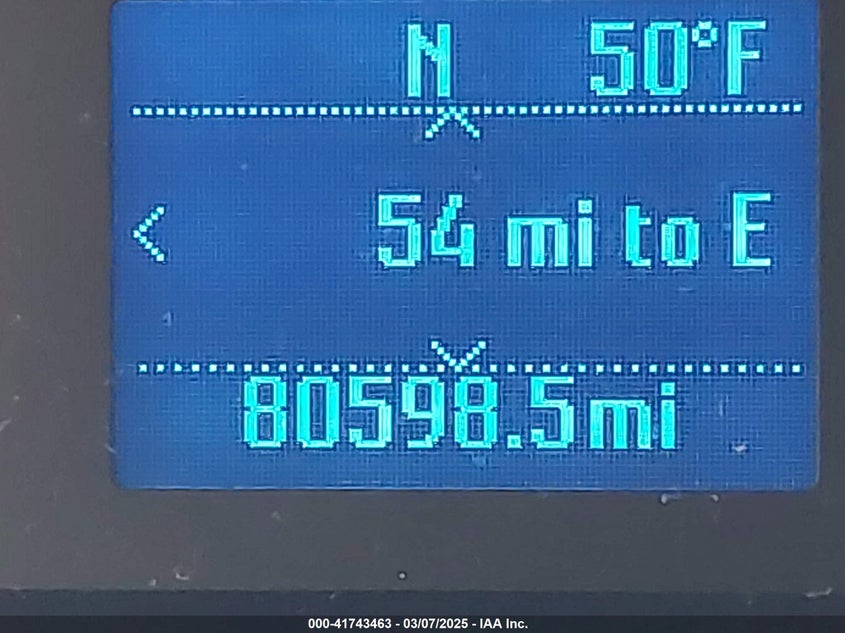 N 50°F
54 mi to E
80598.5mi
000-41743463 - 03/07/2025 - IAA Inc.